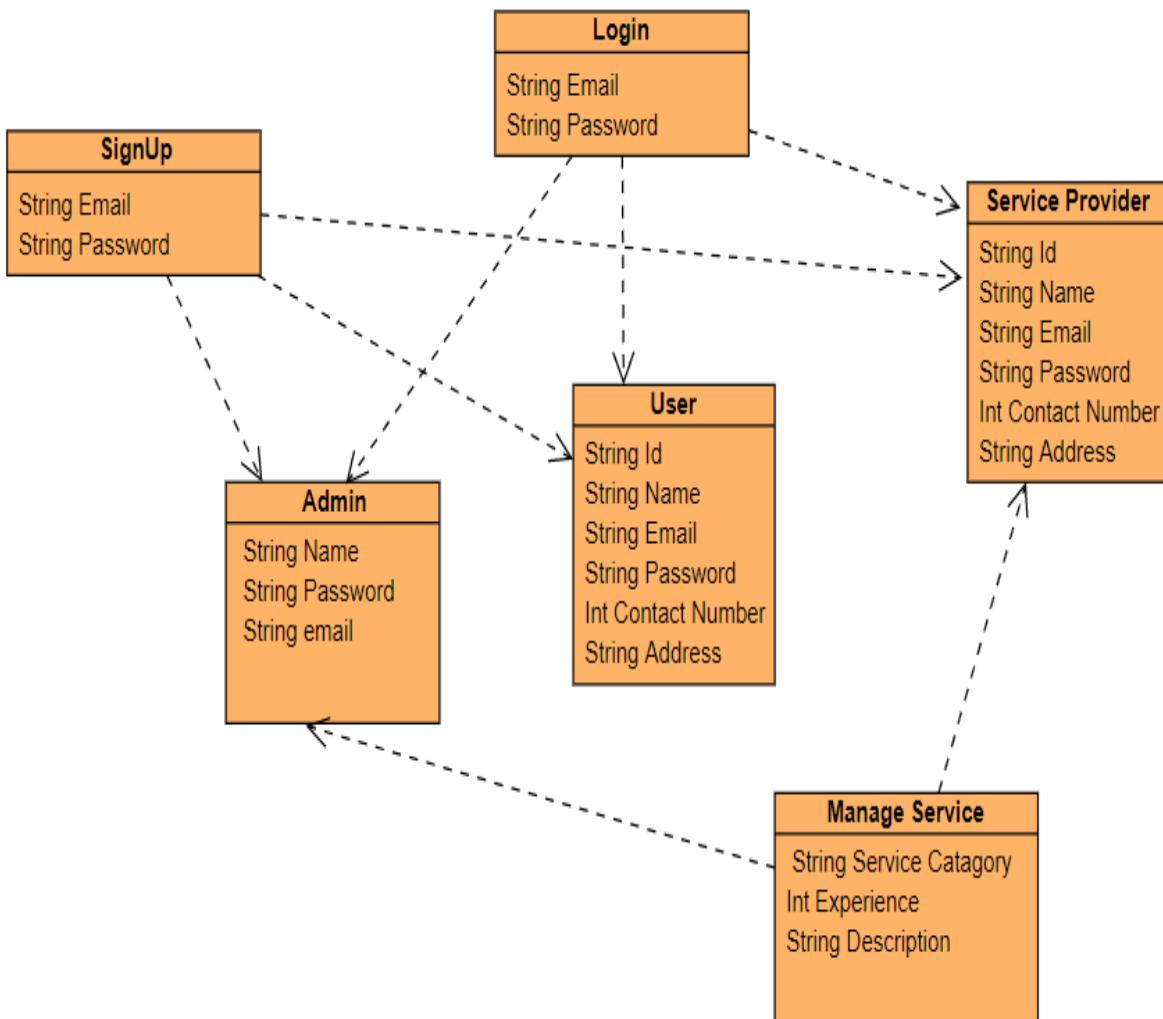 Login
String Email
String Password
SignUp
String Email
String Password
Service Provider
String Id
String Name
String Email
String Password
Int Contact Number
String Address
User
String Id
String Name
String Email
String Password
Int Contact Number
String Address
Admin
String Name
String Password
String email
Manage Service
String Service Catagory
Int Experience
String Description